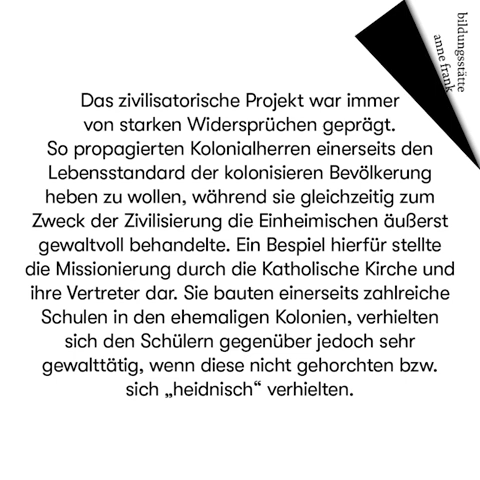 bildungsstätte
anne frank
Das zivilisatorische Projekt war immer
von starken Widersprüchen geprägt.
So propagierten Kolonialherren einerseits den
Lebensstandard der kolonisieren Bevölkerung
heben zu wollen, während sie gleichzeitig zum
Zweck der Zivilisierung die Einheimischen äußerst
gewaltvoll behandelte. Ein Bespiel hierfür stellte
die Missionierung durch die Katholische Kirche und
ihre Vertreter dar. Sie bauten einerseits zahlreiche
Schulen in den ehemaligen Kolonien, verhielten
sich den Schülern gegenüber jedoch sehr
gewalttätig, wenn diese nicht gehorchten bzw.
sich „heidnisch“ verhielten.